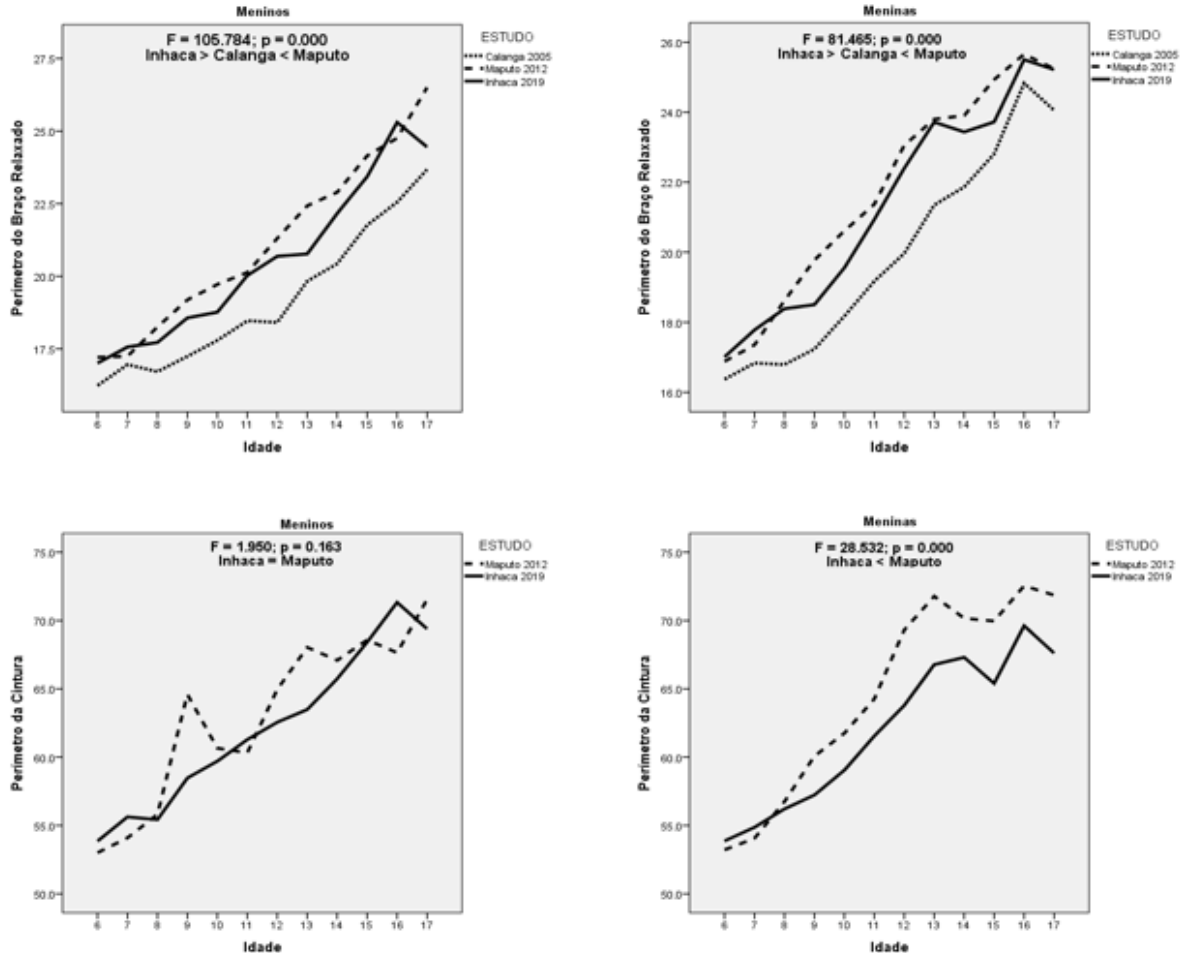 Meninos
F = 105.784; p = 0.000
Inhaca > Calanga < Maputo
ESTUDO
Calanga 2005
Maputo 2012
Inhaca 2019
Perímetro do Braço Relaxado
27.5
25.0
22.5
20.0
17.5
6 7 8 9 10 11 12 13 14 15 16 17
Idade
Meninas
F = 81.465; p = 0.000
Inhaca > Calanga < Maputo
ESTUDO
Calanga 2005
Maputo 2012
Inhaca 2019
Perímetro do Braço Relaxado
26.0
24.0
22.0
20.0
18.0
16.0
6 7 8 9 10 11 12 13 14 15 16 17
Idade
Meninos
F = 1.950; p = 0.163
Inhaca = Maputo
ESTUDO
Maputo 2012
Inhaca 2019
Perímetro da Cintura
75.0
70.0
65.0
60.0
55.0
50.0
6 7 8 9 10 11 12 13 14 15 16 17
Idade
Meninas
F = 28.532; p = 0.000
Inhaca < Maputo
ESTUDO
Maputo 2012
Inhaca 2019
Perímetro da Cintura
75.0
70.0
65.0
60.0
55.0
50.0
6 7 8 9 10 11 12 13 14 15 16 17
Idade